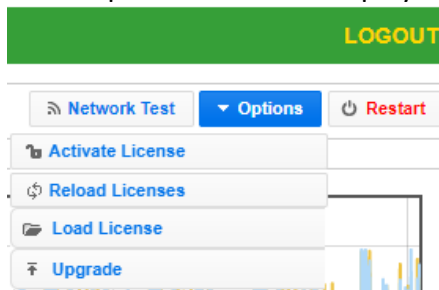 LOGOUT
Network Test Options Restart
Activate License
Reload Licenses
Load License
Upgrade